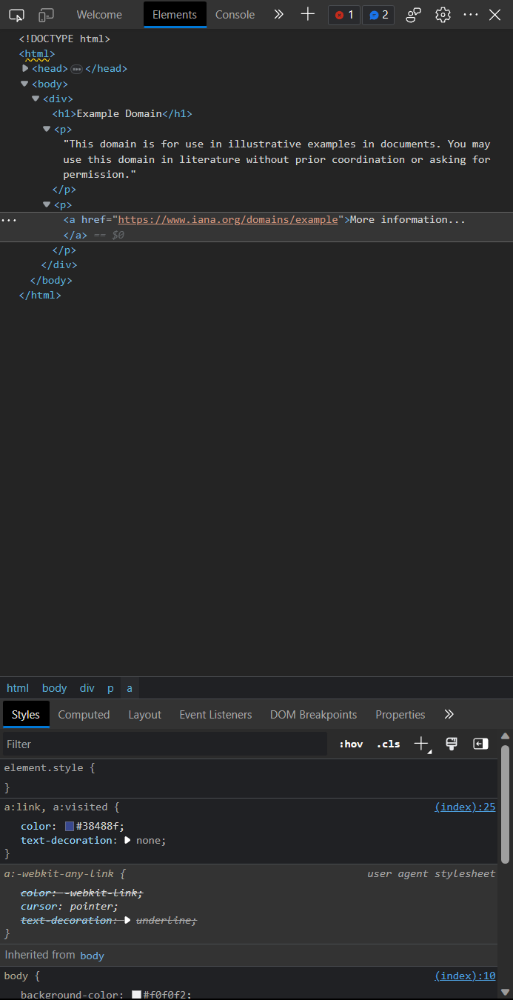 Welcome Elements Console 1 2
<!DOCTYPE html>
<html>
<head> ••• </head>
<body>
<div>
<h1>Example Domain</h1>
<p>
"This domain is for use in illustrative examples in documents. You may
use this domain in literature without prior coordination or asking for
permission."
</p>
<p>
<a href="https://www.iana.org/domains/example">More information...
</a> == $0
</p>
</div>
</body>
</html>
html body div p a
Styles Computed Layout Event Listeners DOM Breakpoints Properties
Filter :hov .cls
element.style {
}
a:link, a:visited { (index):25
color: #38488f;
text-decoration: none;
}
a:-webkit-any-link { user agent stylesheet
color: -webkit-link;
cursor: pointer;
text-decoration: underline;
}
Inherited from body
body { (index):10
background-color: #f0f0f2;